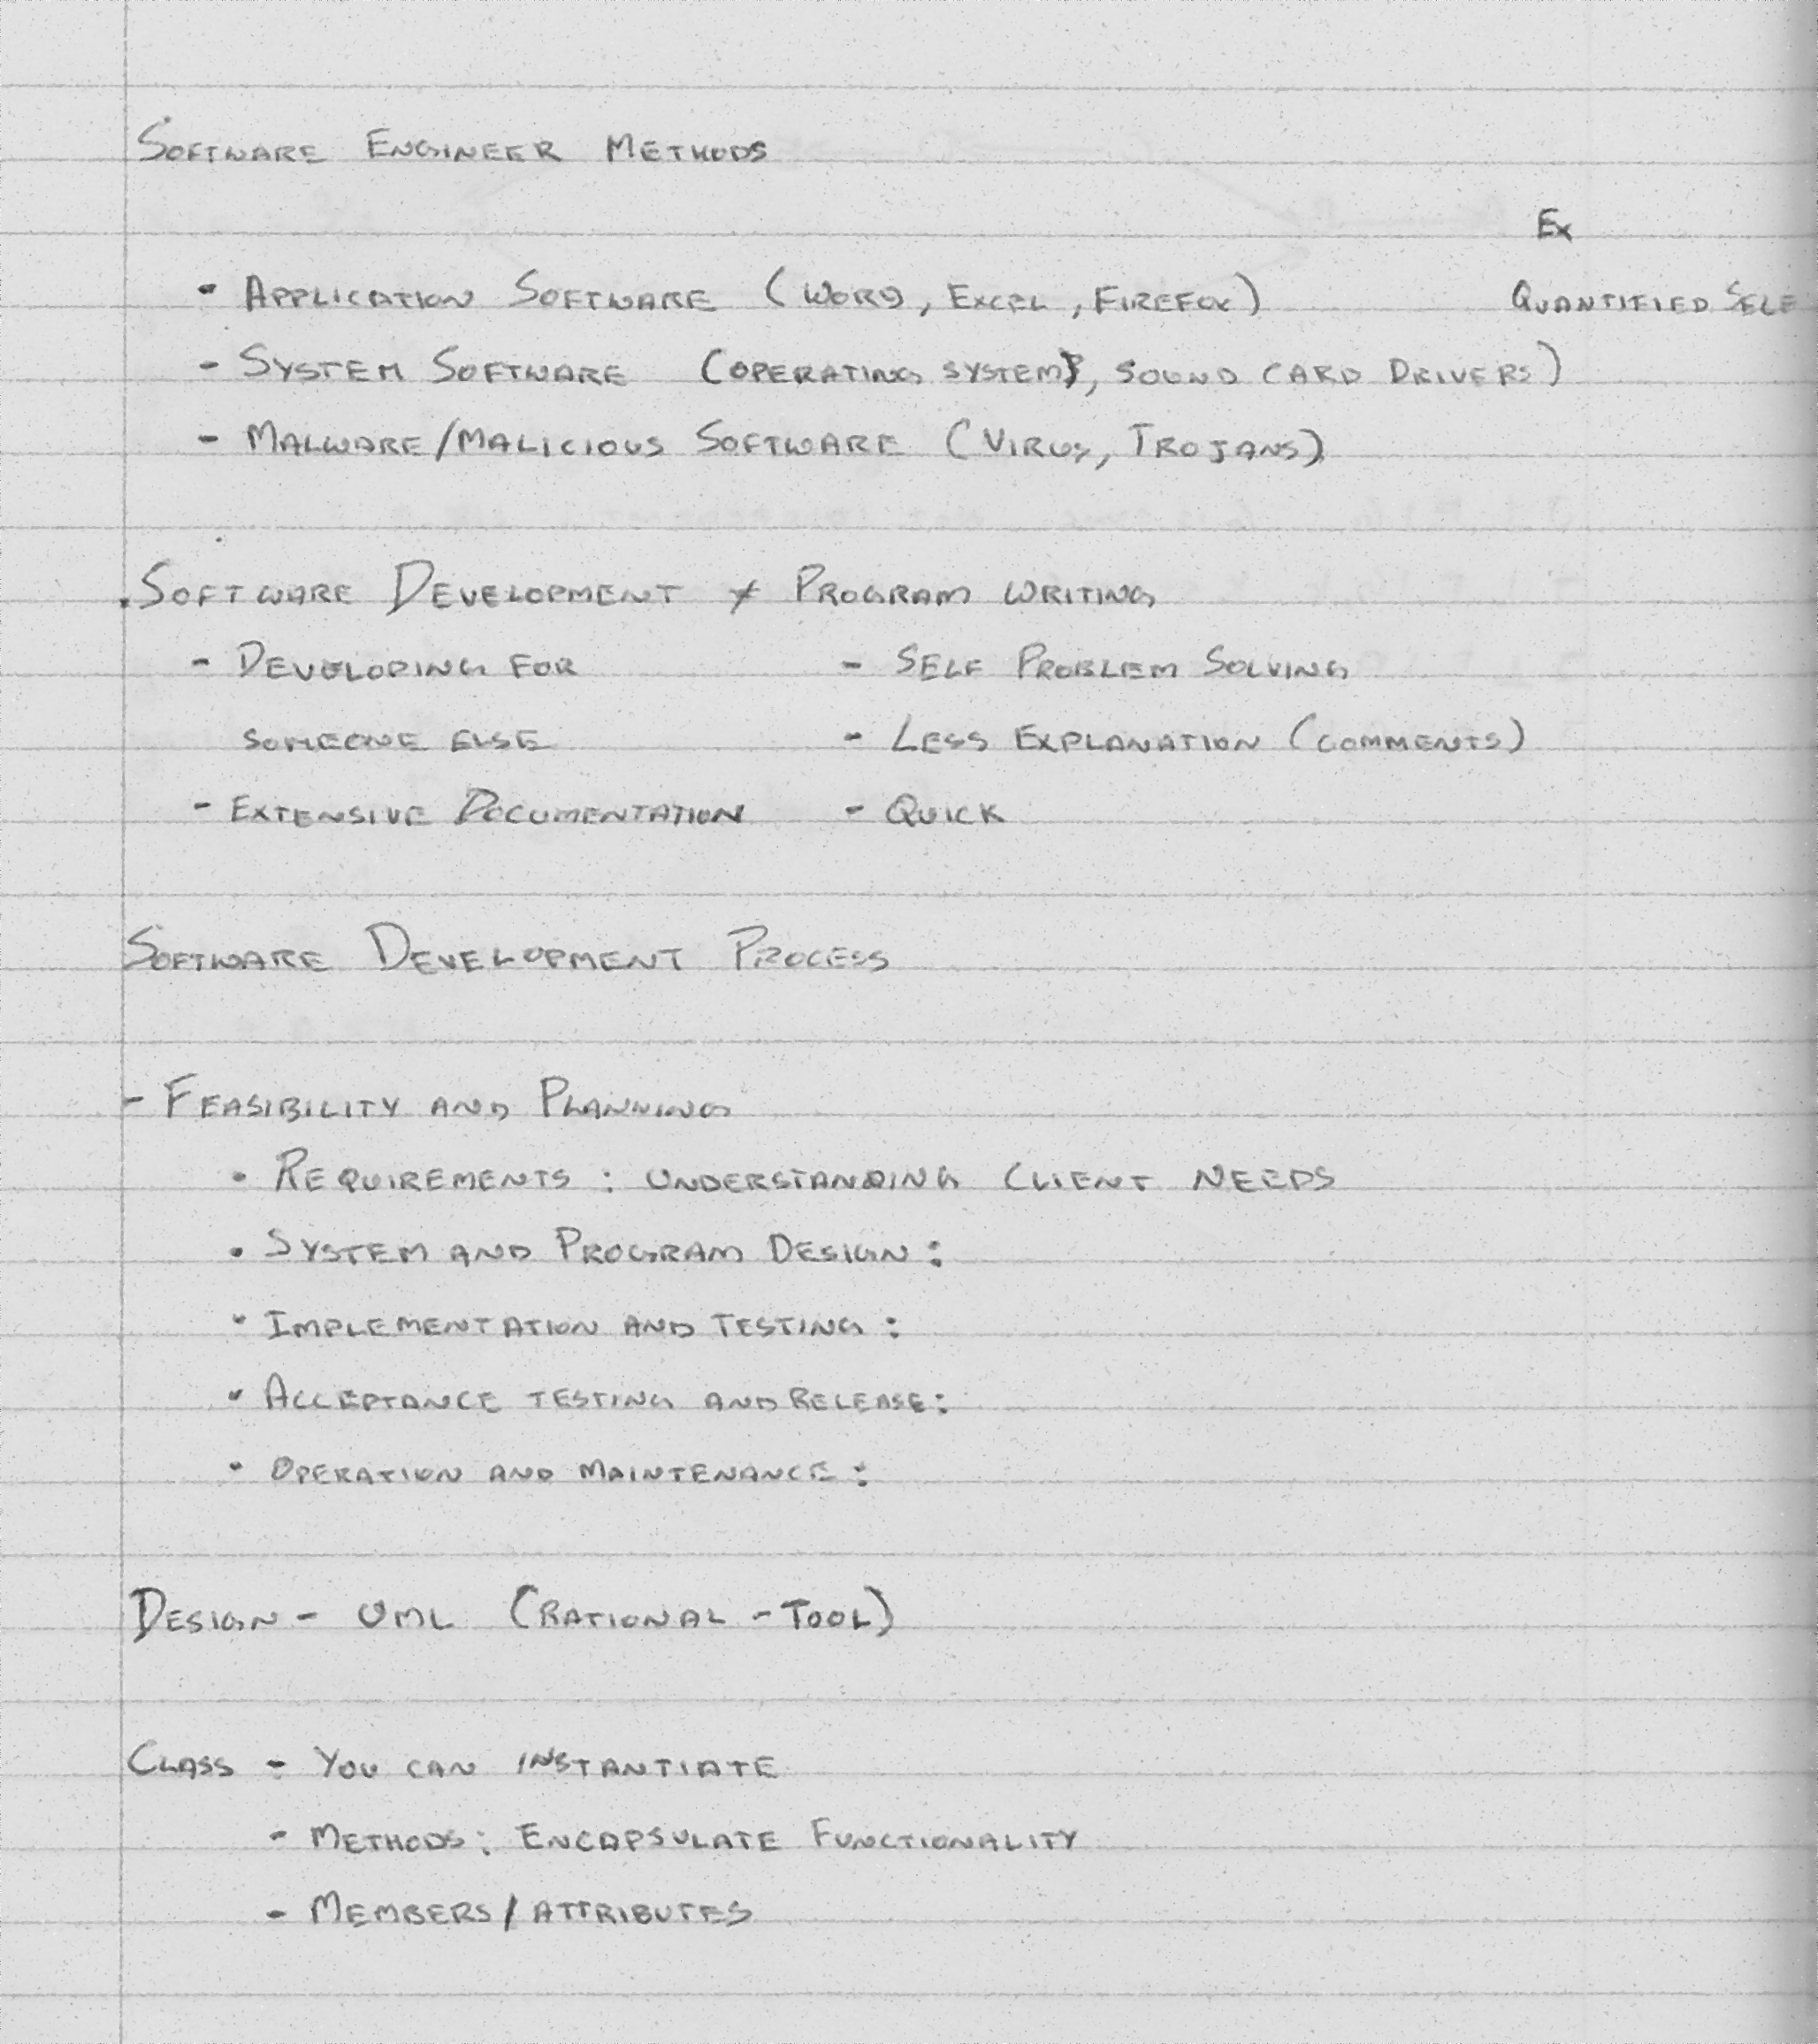 SOFTWARE ENGINEER METHODS
EX
- APPLICATION SOFTWARE (WORD, EXCEL, FIREFOX) QUANTIFIED SELF
- SYSTEM SOFTWARE (OPERATING SYSTEMS, SOUND CARD DRIVERS)
- MALWARE/MALICIOUS SOFTWARE (VIRUS, TROJANS)
. SOFTWARE DEVELOPMENT ≠ PROGRAM WRITING
- DEVELOPING FOR - SELF PROBLEM SOLVING
SOMEONE ELSE - LESS EXPLANATION (COMMENTS)
- EXTENSIVE DOCUMENTATION - QUICK
SOFTWARE DEVELOPMENT PROCESS
- FEASIBILITY AND PLANNING
• REQUIREMENTS : UNDERSTANDING CLIENT NEEDS
• SYSTEM AND PROGRAM DESIGN :
• IMPLEMENTATION AND TESTING :
• ACCEPTANCE TESTING AND RELEASE :
• OPERATION AND MAINTENANCE :
DESIGN - UML (RATIONAL - TOOL)
CLASS - YOU CAN INSTANTIATE
- METHODS : ENCAPSULATE FUNCTIONALITY
- MEMBERS / ATTRIBUTES